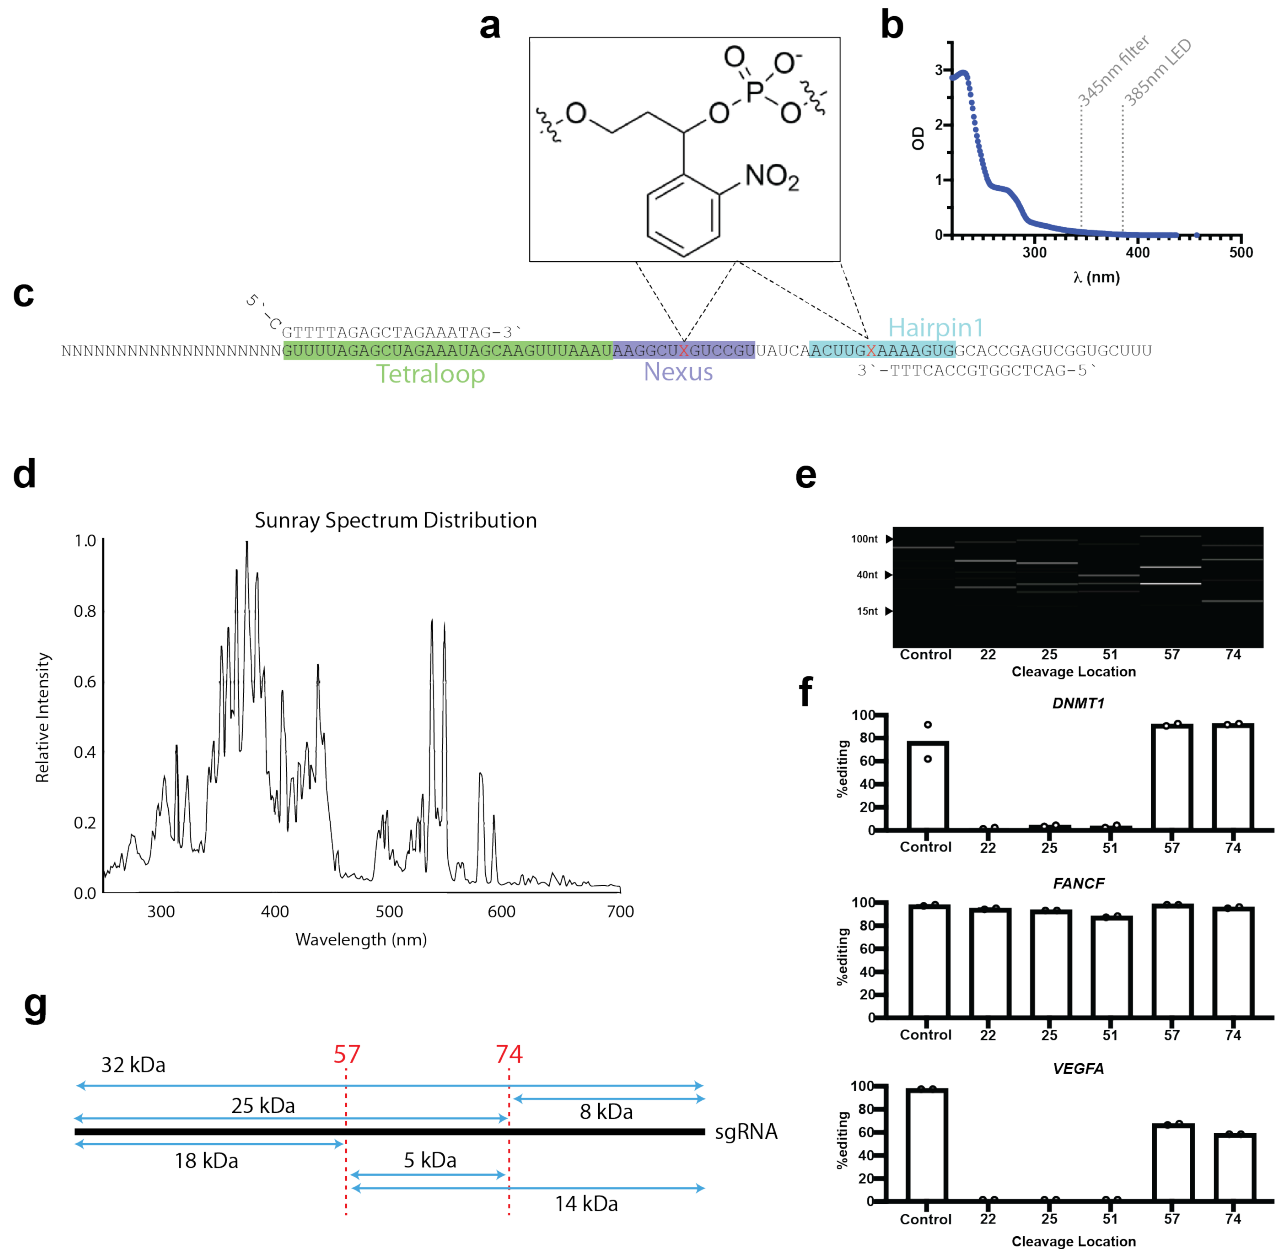 a
O
O
O⁻
P
O
O
NO₂
b
OD
3
2
1
0
345nm filter
385nm LED
300
400
500
λ (nm)
c
5`-C
GTTTTAGAGCTAGAAATAG-3`
Hairpin1
NNNNNNNNNNNNNNNNNNNNGUUUUAGAGCUAGAAAUAGCAAGUUUAAAUAAGGCUXGUCCGUUAUCAACUUGXAAAAGUGGCACCGAGUCGGUGCUUU
Tetraloop
Nexus
3`-TTTCACCGTGGCTCAG-5`
d
Sunray Spectrum Distribution
Relative Intensity
1.0
0.8
0.6
0.4
0.2
0.0
300
400
500
600
700
Wavelength (nm)
e
100nt
40nt
15nt
Control 22 25 51 57 74
Cleavage Location
f
DNMT1
%editing
100
80
60
40
20
0
Control 22 25 51 57 74
FANCF
%editing
100
80
60
40
20
0
Control 22 25 51 57 74
VEGFA
%editing
100
80
60
40
20
0
Control 22 25 51 57 74
Cleavage Location
g
57
74
32 kDa
25 kDa
8 kDa
sgRNA
18 kDa
5 kDa
14 kDa